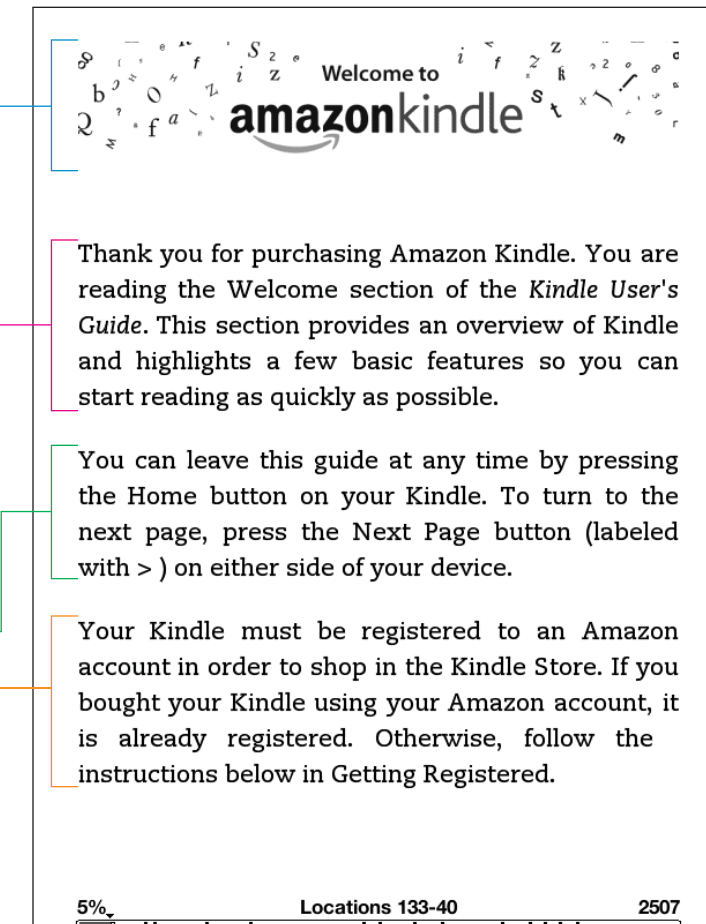 Welcome to
amazonkindle
Thank you for purchasing Amazon Kindle. You are
reading the Welcome section of the Kindle User's
Guide. This section provides an overview of Kindle
and highlights a few basic features so you can
start reading as quickly as possible.
You can leave this guide at any time by pressing
the Home button on your Kindle. To turn to the
next page, press the Next Page button (labeled
with > ) on either side of your device.
Your Kindle must be registered to an Amazon
account in order to shop in the Kindle Store. If you
bought your Kindle using your Amazon account, it
is already registered. Otherwise, follow the
instructions below in Getting Registered.
5% Locations 133-40 2507